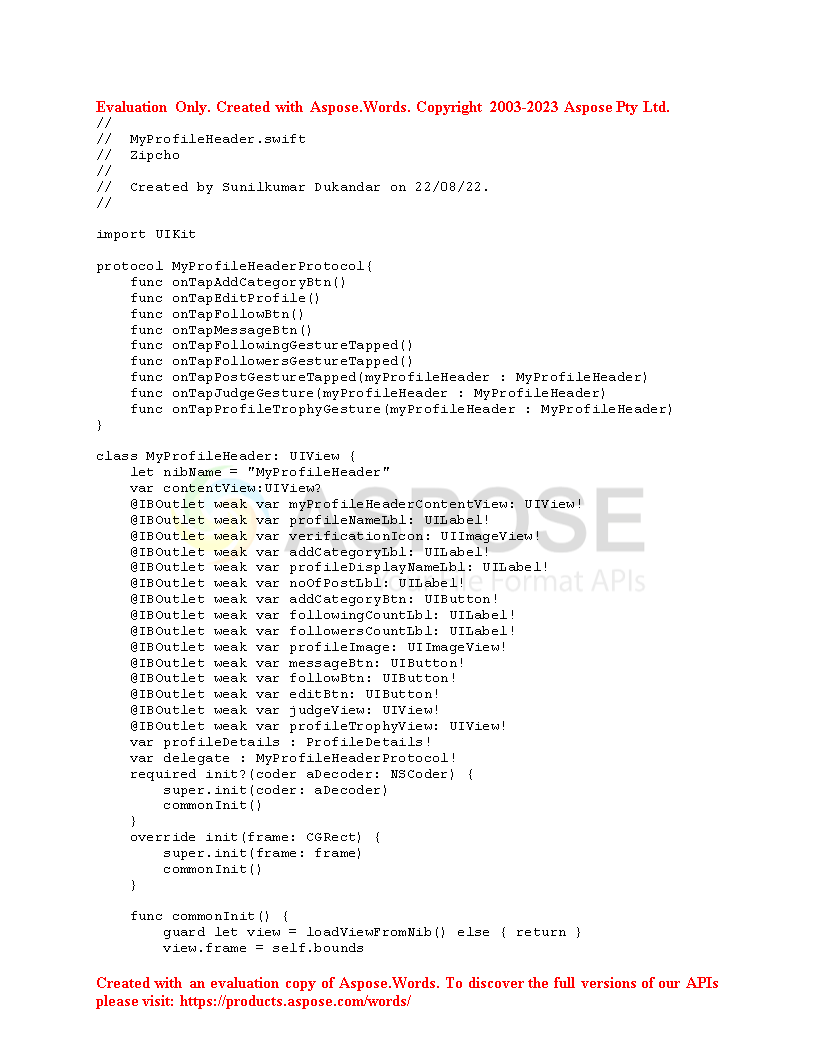 Evaluation Only. Created with Aspose.Words. Copyright 2003-2023 Aspose Pty Ltd.
//
//  MyProfileHeader.swift
//  Zipcho
//
//  Created by Sunilkumar Dukandar on 22/08/22.
//
import UIKit
protocol MyProfileHeaderProtocol{
    func onTapAddCategoryBtn()
    func onTapEditProfile()
    func onTapFollowBtn()
    func onTapMessageBtn()
    func onTapFollowingGestureTapped()
    func onTapFollowersGestureTapped()
    func onTapPostGestureTapped(myProfileHeader : MyProfileHeader)
    func onTapJudgeGesture(myProfileHeader : MyProfileHeader)
    func onTapProfileTrophyGesture(myProfileHeader : MyProfileHeader)
}
class MyProfileHeader: UIView {
    let nibName = "MyProfileHeader"
    var contentView:UIView?
    @IBOutlet weak var myProfileHeaderContentView: UIView!
    @IBOutlet weak var profileNameLbl: UILabel!
    @IBOutlet weak var verificationIcon: UIImageView!
    @IBOutlet weak var addCategoryLbl: UILabel!
    @IBOutlet weak var profileDisplayNameLbl: UILabel!
    @IBOutlet weak var noOfPostLbl: UILabel!
    @IBOutlet weak var addCategoryBtn: UIButton!
    @IBOutlet weak var followingCountLbl: UILabel!
    @IBOutlet weak var followersCountLbl: UILabel!
    @IBOutlet weak var profileImage: UIImageView!
    @IBOutlet weak var messageBtn: UIButton!
    @IBOutlet weak var followBtn: UIButton!
    @IBOutlet weak var editBtn: UIButton!
    @IBOutlet weak var judgeView: UIView!
    @IBOutlet weak var profileTrophyView: UIView!
    var profileDetails : ProfileDetails!
    var delegate : MyProfileHeaderProtocol!
    required init?(coder aDecoder: NSCoder) {
        super.init(coder: aDecoder)
        commonInit()
    }
    override init(frame: CGRect) {
        super.init(frame: frame)
        commonInit()
    }
    func commonInit() {
        guard let view = loadViewFromNib() else { return }
        view.frame = self.bounds
ASPOSE
Format APIs
Created with an evaluation copy of Aspose.Words. To discover the full versions of our APIs
please visit: https://products.aspose.com/words/